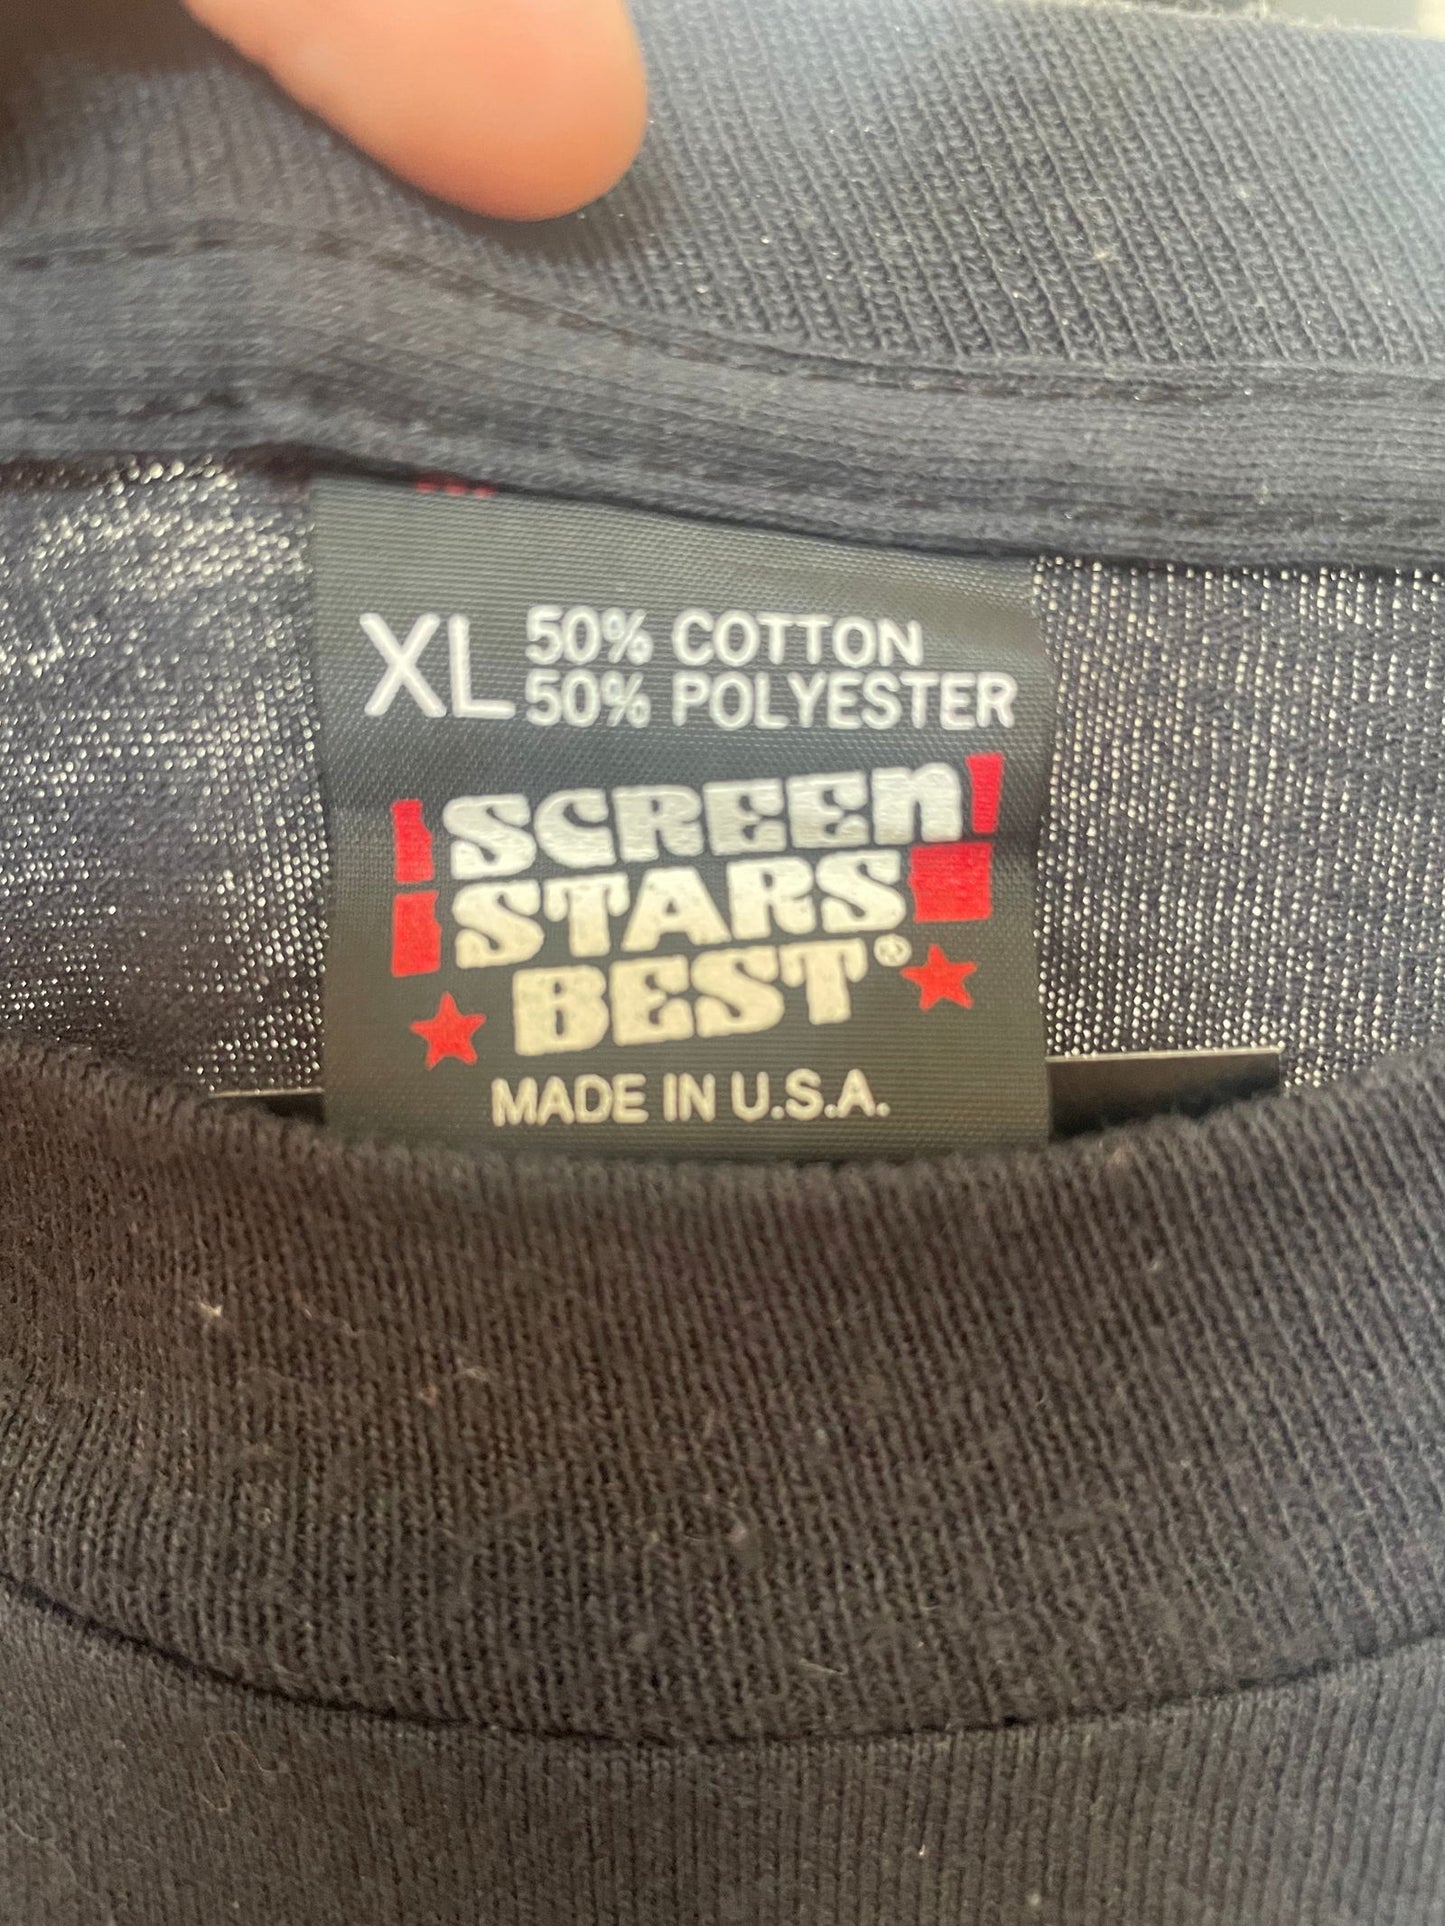 XL 50% COTTON
50% POLYESTER
SCREEN
STARS
BEST®
MADE IN U.S.A.